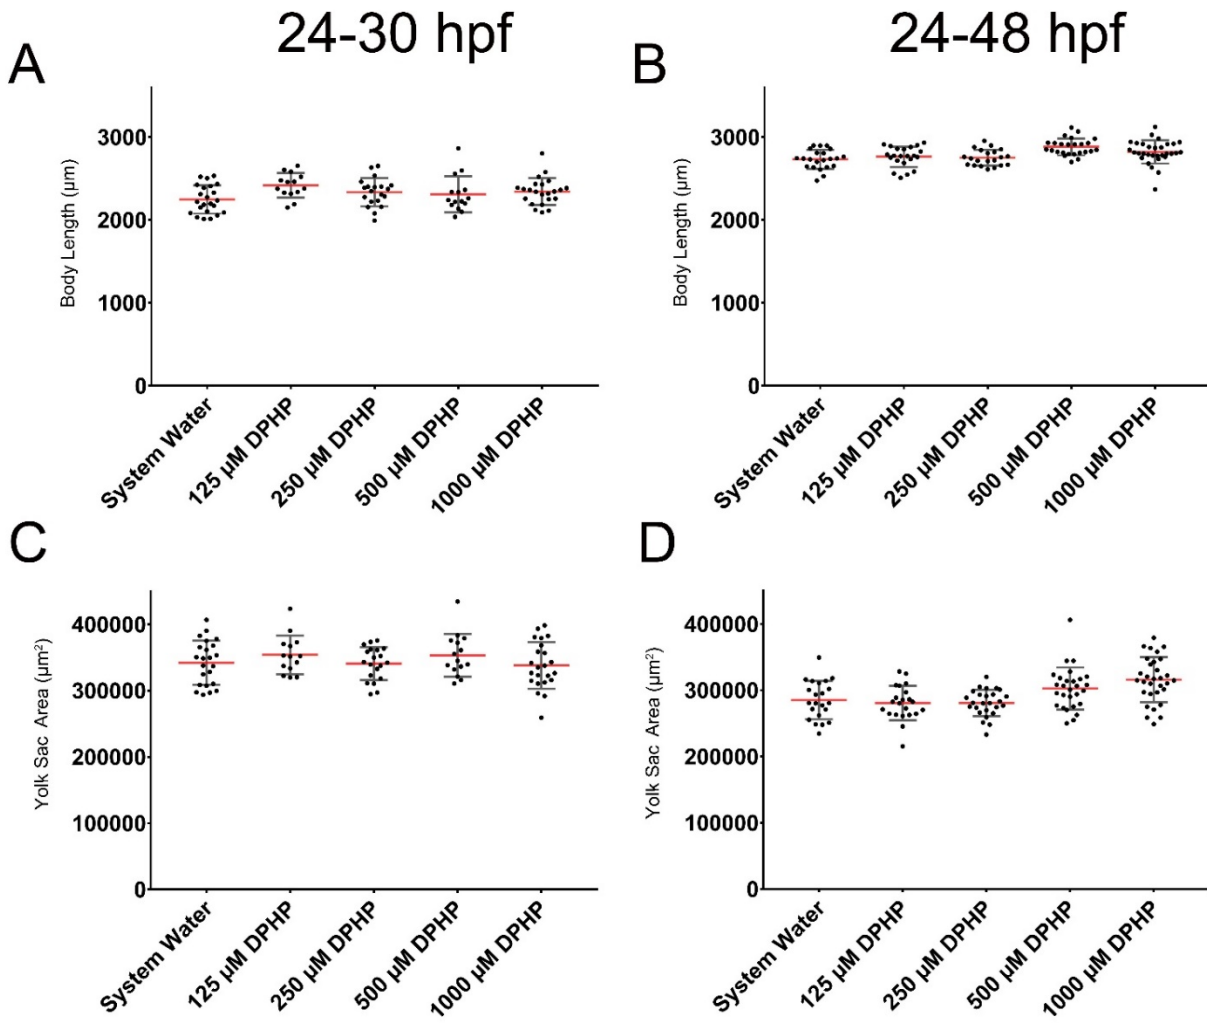 24-30 hpf
24-48 hpf
A
Body Length (µm)
3000
2000
1000
0
System Water
125 µM DPHP
250 µM DPHP
500 µM DPHP
1000 µM DPHP
B
Body Length (µm)
3000
2000
1000
0
System Water
125 µM DPHP
250 µM DPHP
500 µM DPHP
1000 µM DPHP
C
Yolk Sac Area (µm²)
400000
300000
200000
100000
0
System Water
125 µM DPHP
250 µM DPHP
500 µM DPHP
1000 µM DPHP
D
Yolk Sac Area (µm²)
400000
300000
200000
100000
0
System Water
125 µM DPHP
250 µM DPHP
500 µM DPHP
1000 µM DPHP